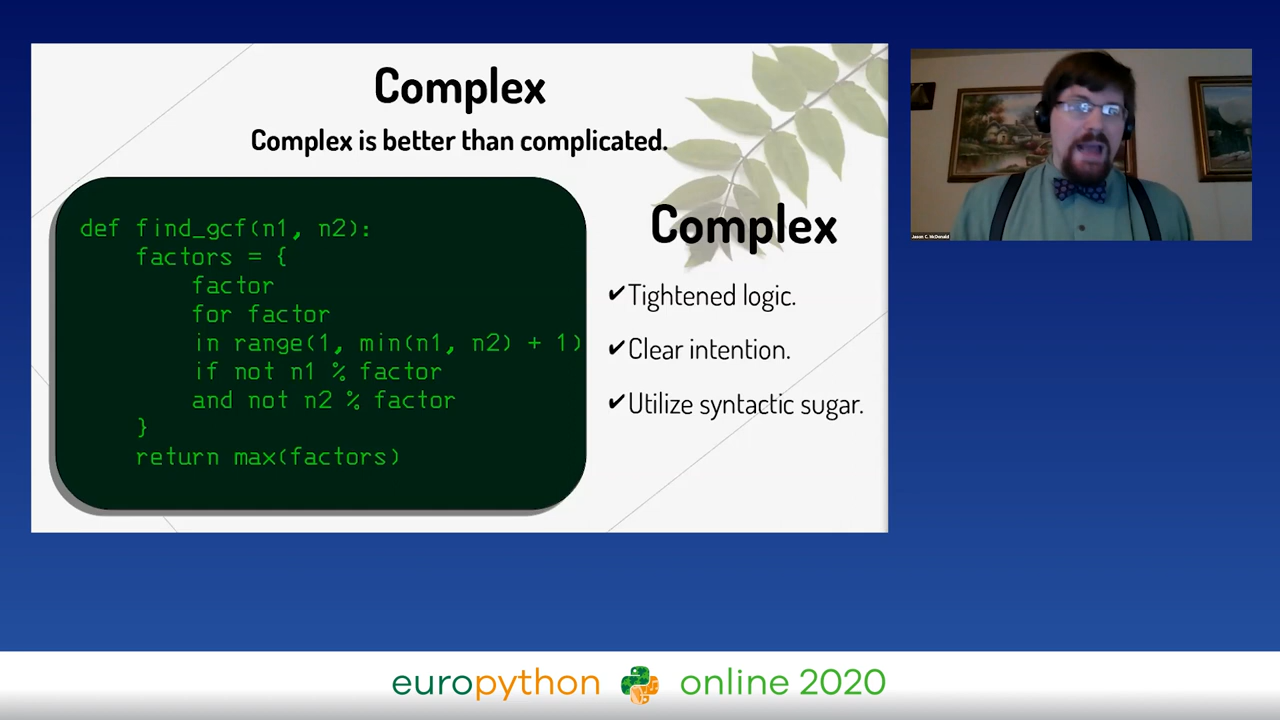 Complex
Complex is better than complicated.
def find_gcf(n1, n2):
    factors = {
        factor
        for factor
        in range(1, min(n1, n2) + 1)
        if not n1 % factor
        and not n2 % factor
    }
    return max(factors)
Complex
✔Tightened logic.
✔Clear intention.
✔Utilize syntactic sugar.
Jason C. McDonald
europython online 2020